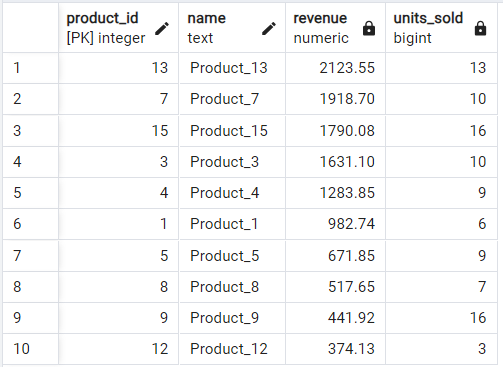 product_id name revenue units_sold
[PK] integer text numeric bigint
1 13 Product_13 2123.55 13
2 7 Product_7 1918.70 10
3 15 Product_15 1790.08 16
4 3 Product_3 1631.10 10
5 4 Product_4 1283.85 9
6 1 Product_1 982.74 6
7 5 Product_5 671.85 9
8 8 Product_8 517.65 7
9 9 Product_9 441.92 16
10 12 Product_12 374.13 3